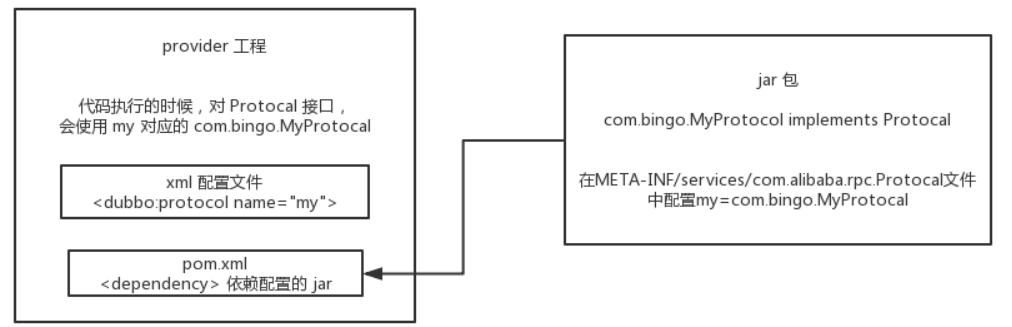 provider 工程
代码执行的时候，对 Protocal 接口，
会使用 my 对应的 com.bingo.MyProtocal
xml 配置文件
<dubbo:protocol name="my">
pom.xml
<dependency> 依赖配置的 jar
jar 包
com.bingo.MyProtocol implements Protocal
在META-INF/services/com.alibaba.rpc.Protocal文件
中配置my=com.bingo.MyProtocal